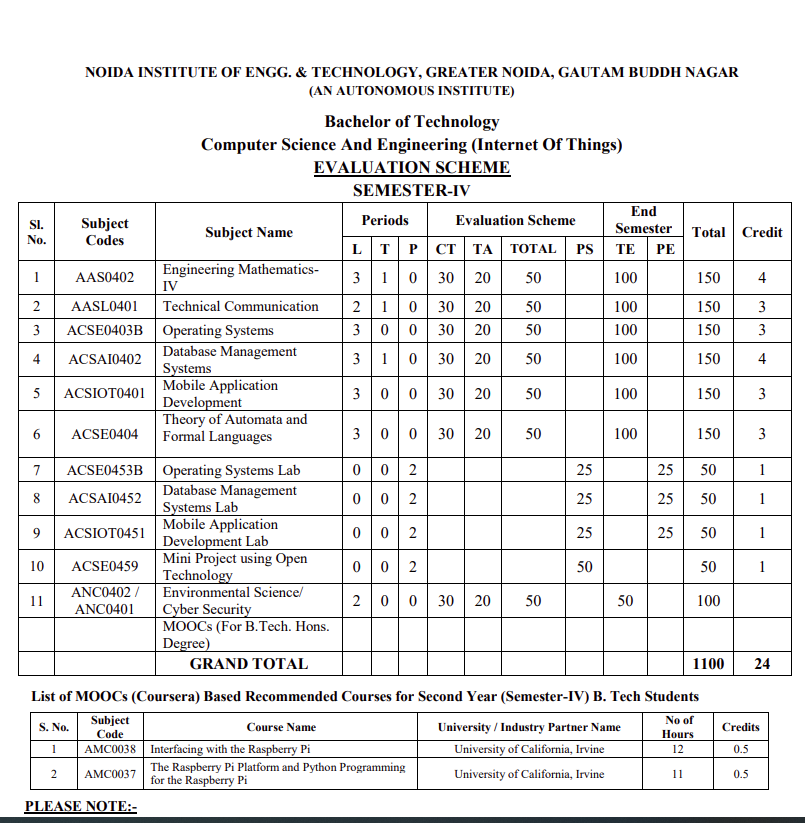 NOIDA INSTITUTE OF ENGG. & TECHNOLOGY, GREATER NOIDA, GAUTAM BUDDH NAGAR
(AN AUTONOMOUS INSTITUTE)
Bachelor of Technology
Computer Science And Engineering (Internet Of Things)
EVALUATION SCHEME
SEMESTER-IV
Sl. No. Subject Codes Subject Name Periods Evaluation Scheme End Semester Total Credit
L T P CT TA TOTAL PS TE PE
1 AAS0402 Engineering Mathematics-IV 3 1 0 30 20 50 100 150 4
2 AASL0401 Technical Communication 2 1 0 30 20 50 100 150 3
3 ACSE0403B Operating Systems 3 0 0 30 20 50 100 150 3
4 ACSAI0402 Database Management Systems 3 1 0 30 20 50 100 150 4
5 ACSIOT0401 Mobile Application Development 3 0 0 30 20 50 100 150 3
6 ACSE0404 Theory of Automata and Formal Languages 3 0 0 30 20 50 100 150 3
7 ACSE0453B Operating Systems Lab 0 0 2 25 25 50 1
8 ACSAI0452 Database Management Systems Lab 0 0 2 25 25 50 1
9 ACSIOT0451 Mobile Application Development Lab 0 0 2 25 25 50 1
10 ACSE0459 Mini Project using Open Technology 0 0 2 50 50 1
11 ANC0402 / ANC0401 Environmental Science/ Cyber Security 2 0 0 30 20 50 50 100
MOOCs (For B.Tech. Hons. Degree)
GRAND TOTAL 1100 24
List of MOOCs (Coursera) Based Recommended Courses for Second Year (Semester-IV) B. Tech Students
S. No. Subject Code Course Name University / Industry Partner Name No of Hours Credits
1 AMC0038 Interfacing with the Raspberry Pi University of California, Irvine 12 0.5
2 AMC0037 The Raspberry Pi Platform and Python Programming for the Raspberry Pi University of California, Irvine 11 0.5
PLEASE NOTE:-